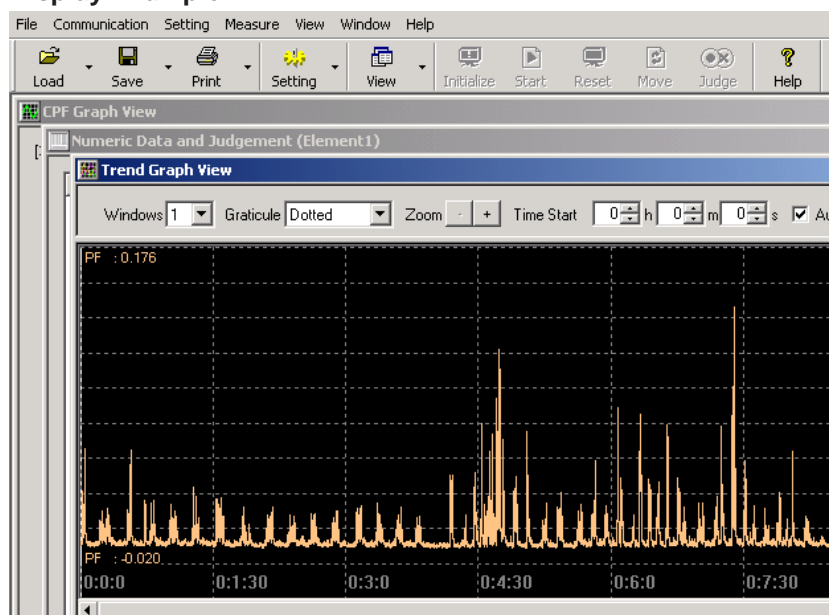 File Communication Setting Measure View Window Help
Load Save Print Setting View Initialize Start Reset Move Judge Help
CPF Graph View
Numeric Data and Judgement (Element1)
Trend Graph View
Windows 1 Graticule Dotted Zoom - + Time Start 0 h 0 m 0 s Au
PF : 0.176
PF : -0.020
0:0:0 0:1:30 0:3:0 0:4:30 0:6:0 0:7:30